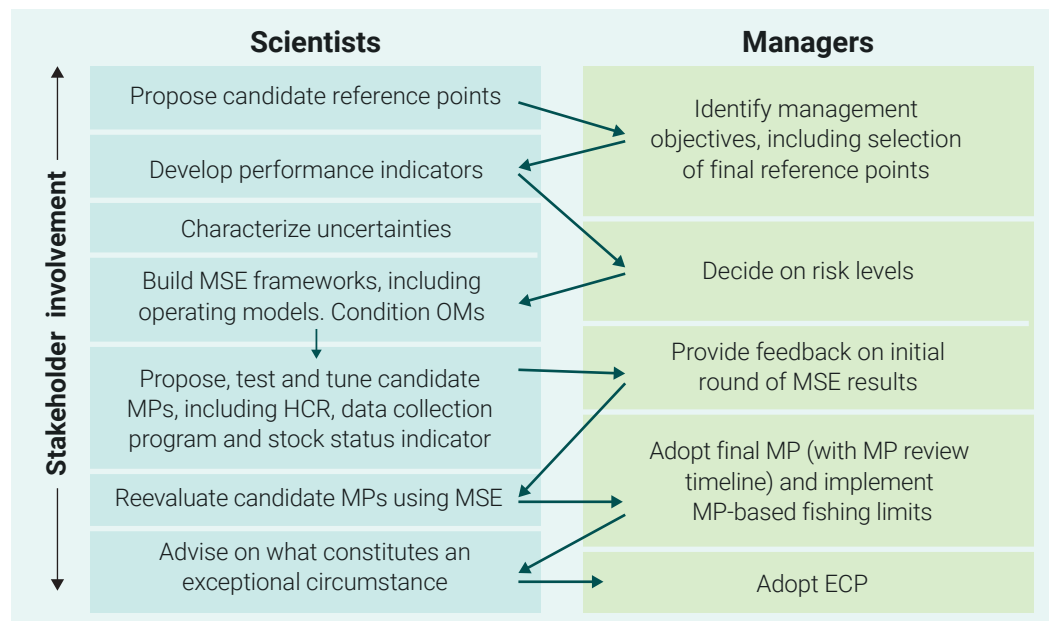 Scientists
Managers
Stakeholder involvement
Propose candidate reference points
Identify management
objectives, including selection
of final reference points
Develop performance indicators
Characterize uncertainties
Decide on risk levels
Build MSE frameworks, including
operating models. Condition OMs
Provide feedback on initial
round of MSE results
Propose, test and tune candidate
MPs, including HCR, data collection
program and stock status indicator
Adopt final MP (with MP review
timeline) and implement
MP-based fishing limits
Reevaluate candidate MPs using MSE
Advise on what constitutes an
exceptional circumstance
Adopt ECP